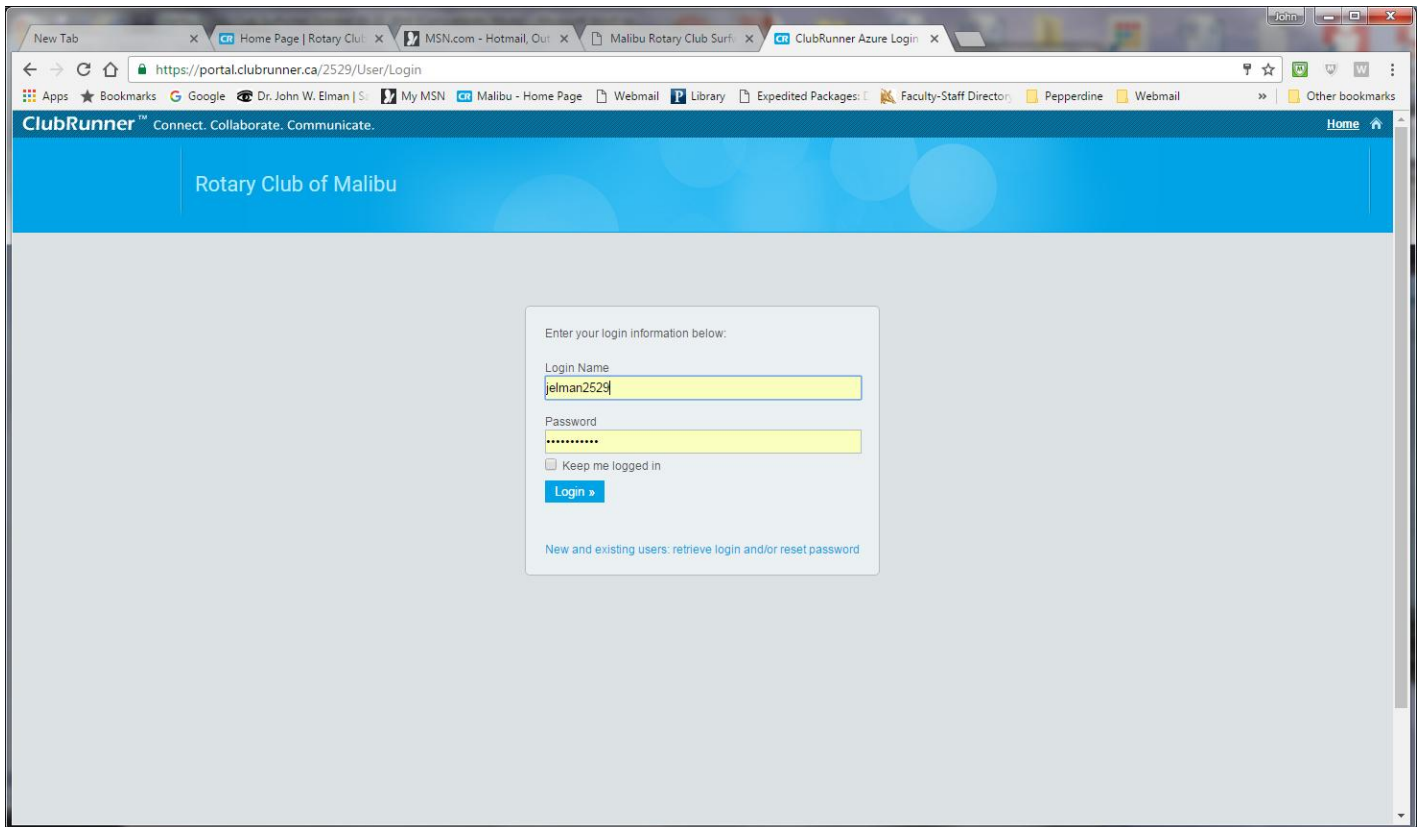 John
New Tab
Home Page | Rotary Club
MSN.com - Hotmail, Out
Malibu Rotary Club Surf
ClubRunner Azure Login
https://portal.clubrunner.ca/2529/User/Login
Apps Bookmarks Google Dr. John W. Elman | Sa My MSN Malibu - Home Page Webmail Library Expedited Packages: Faculty-Staff Director Pepperdine Webmail » Other bookmarks
ClubRunner™ Connect. Collaborate. Communicate. Home
Rotary Club of Malibu
Enter your login information below:
Login Name
jelman2529
Password
•••••••••••
Keep me logged in
Login »
New and existing users: retrieve login and/or reset password